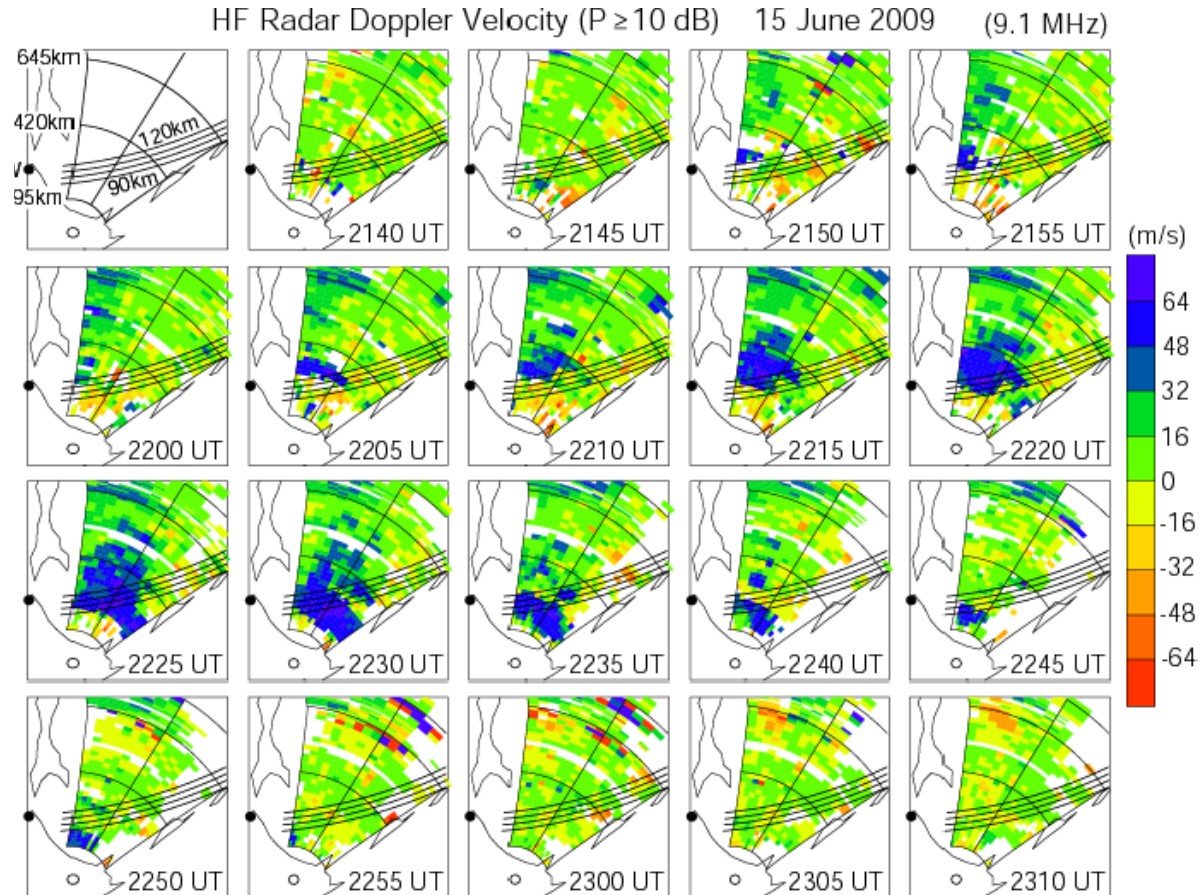 HF Radar Doppler Velocity (P ≥ 10 dB) 15 June 2009 (9.1 MHz)
645km
420km
120km
90km
95km
2140 UT
2145 UT
2150 UT
2155 UT
(m/s)
64
48
32
16
0
-16
-32
-48
-64
2200 UT
2205 UT
2210 UT
2215 UT
2220 UT
2225 UT
2230 UT
2235 UT
2240 UT
2245 UT
2250 UT
2255 UT
2300 UT
2305 UT
2310 UT